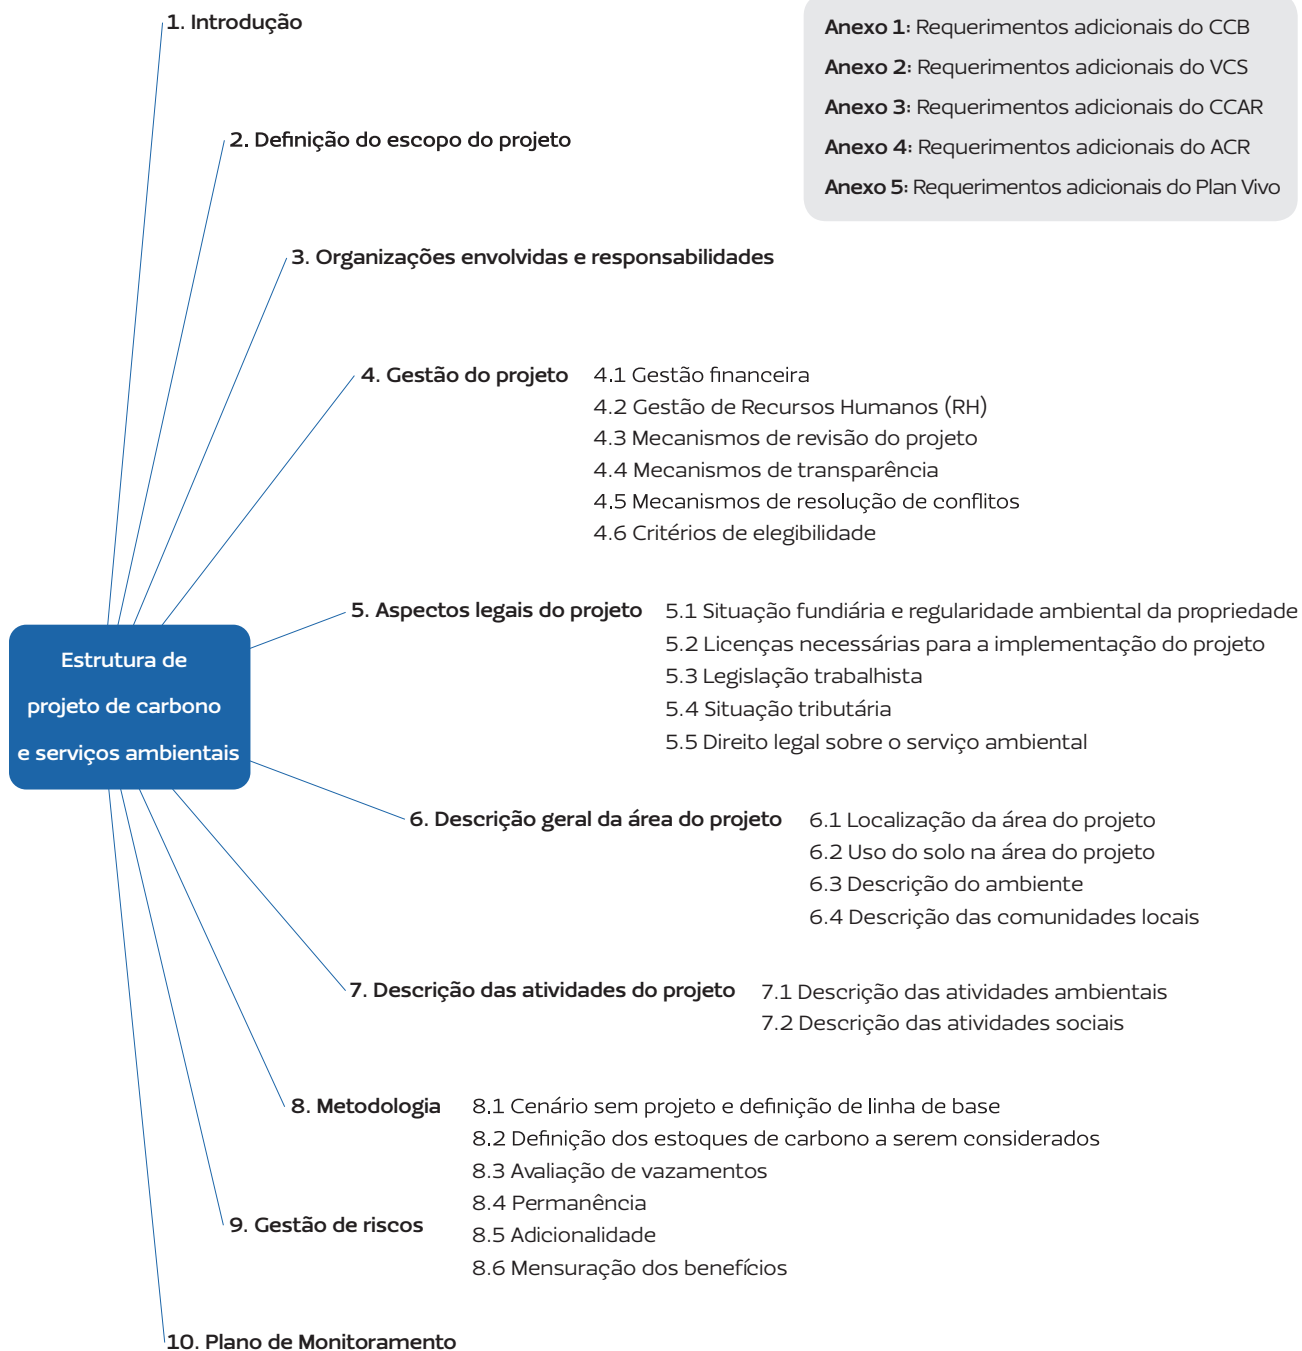 1. Introdução
Anexo 1: Requerimentos adicionais do CCB
Anexo 2: Requerimentos adicionais do VCS
Anexo 3: Requerimentos adicionais do CCAR
Anexo 4: Requerimentos adicionais do ACR
Anexo 5: Requerimentos adicionais do Plan Vivo
2. Definição do escopo do projeto
3. Organizações envolvidas e responsabilidades
4. Gestão do projeto
4.1 Gestão financeira
4.2 Gestão de Recursos Humanos (RH)
4.3 Mecanismos de revisão do projeto
4.4 Mecanismos de transparência
4.5 Mecanismos de resolução de conflitos
4.6 Critérios de elegibilidade
5. Aspectos legais do projeto
5.1 Situação fundiária e regularidade ambiental da propriedade
5.2 Licenças necessárias para a implementação do projeto
5.3 Legislação trabalhista
5.4 Situação tributária
5.5 Direito legal sobre o serviço ambiental
Estrutura de
projeto de carbono
e serviços ambientais
6. Descrição geral da área do projeto
6.1 Localização da área do projeto
6.2 Uso do solo na área do projeto
6.3 Descrição do ambiente
6.4 Descrição das comunidades locais
7. Descrição das atividades do projeto
7.1 Descrição das atividades ambientais
7.2 Descrição das atividades sociais
8. Metodologia
8.1 Cenário sem projeto e definição de linha de base
8.2 Definição dos estoques de carbono a serem considerados
8.3 Avaliação de vazamentos
8.4 Permanência
8.5 Adicionalidade
8.6 Mensuração dos benefícios
9. Gestão de riscos
10. Plano de Monitoramento